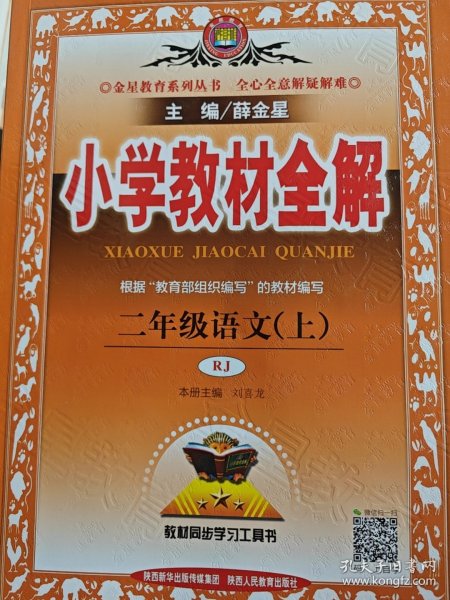 ◎金星教育系列丛书 全心全意解疑解难◎
主 编/薛金星
小学教材全解
XIAOXUE JIAOCAI QUANJIE
根据“教育部组织编写”的教材编写
二年级语文(上)
RJ
本册主编 刘喜龙
教材同步学习工具书
微信扫一扫
陕西新华出版传媒集团 陕西人民教育出版社
孔夫子旧书网
www.kongfz.com